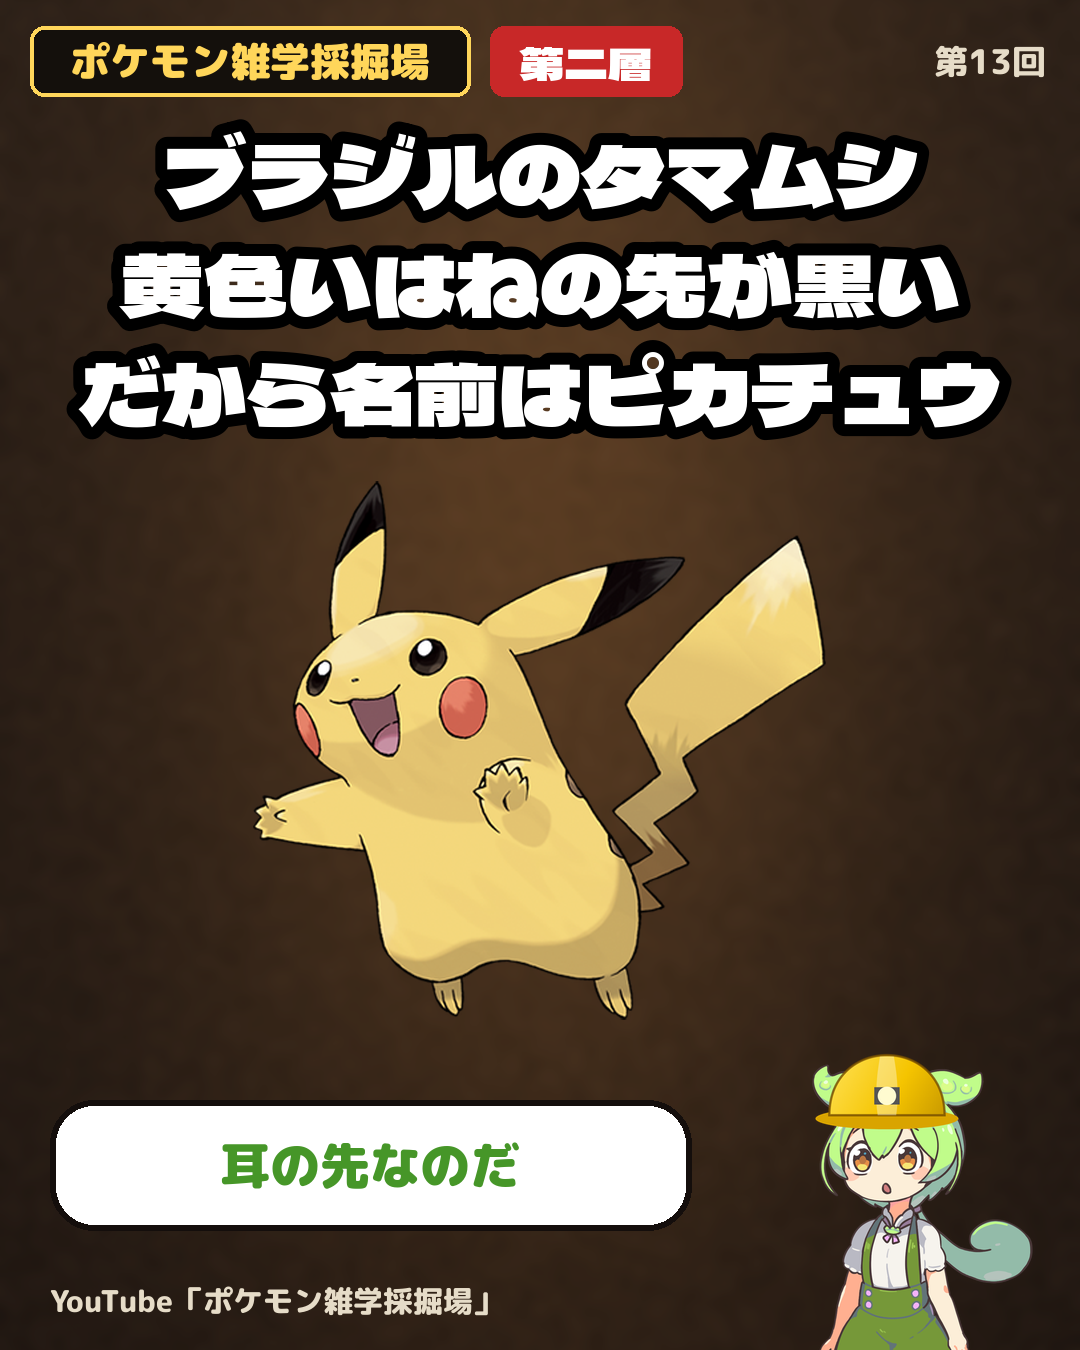 ポケモン雑学採掘場
第二層
第13回
ブラジルのタマムシ
黄色いはねの先が黒い
だから名前はピカチュウ
耳の先なのだ
YouTube「ポケモン雑学採掘場」